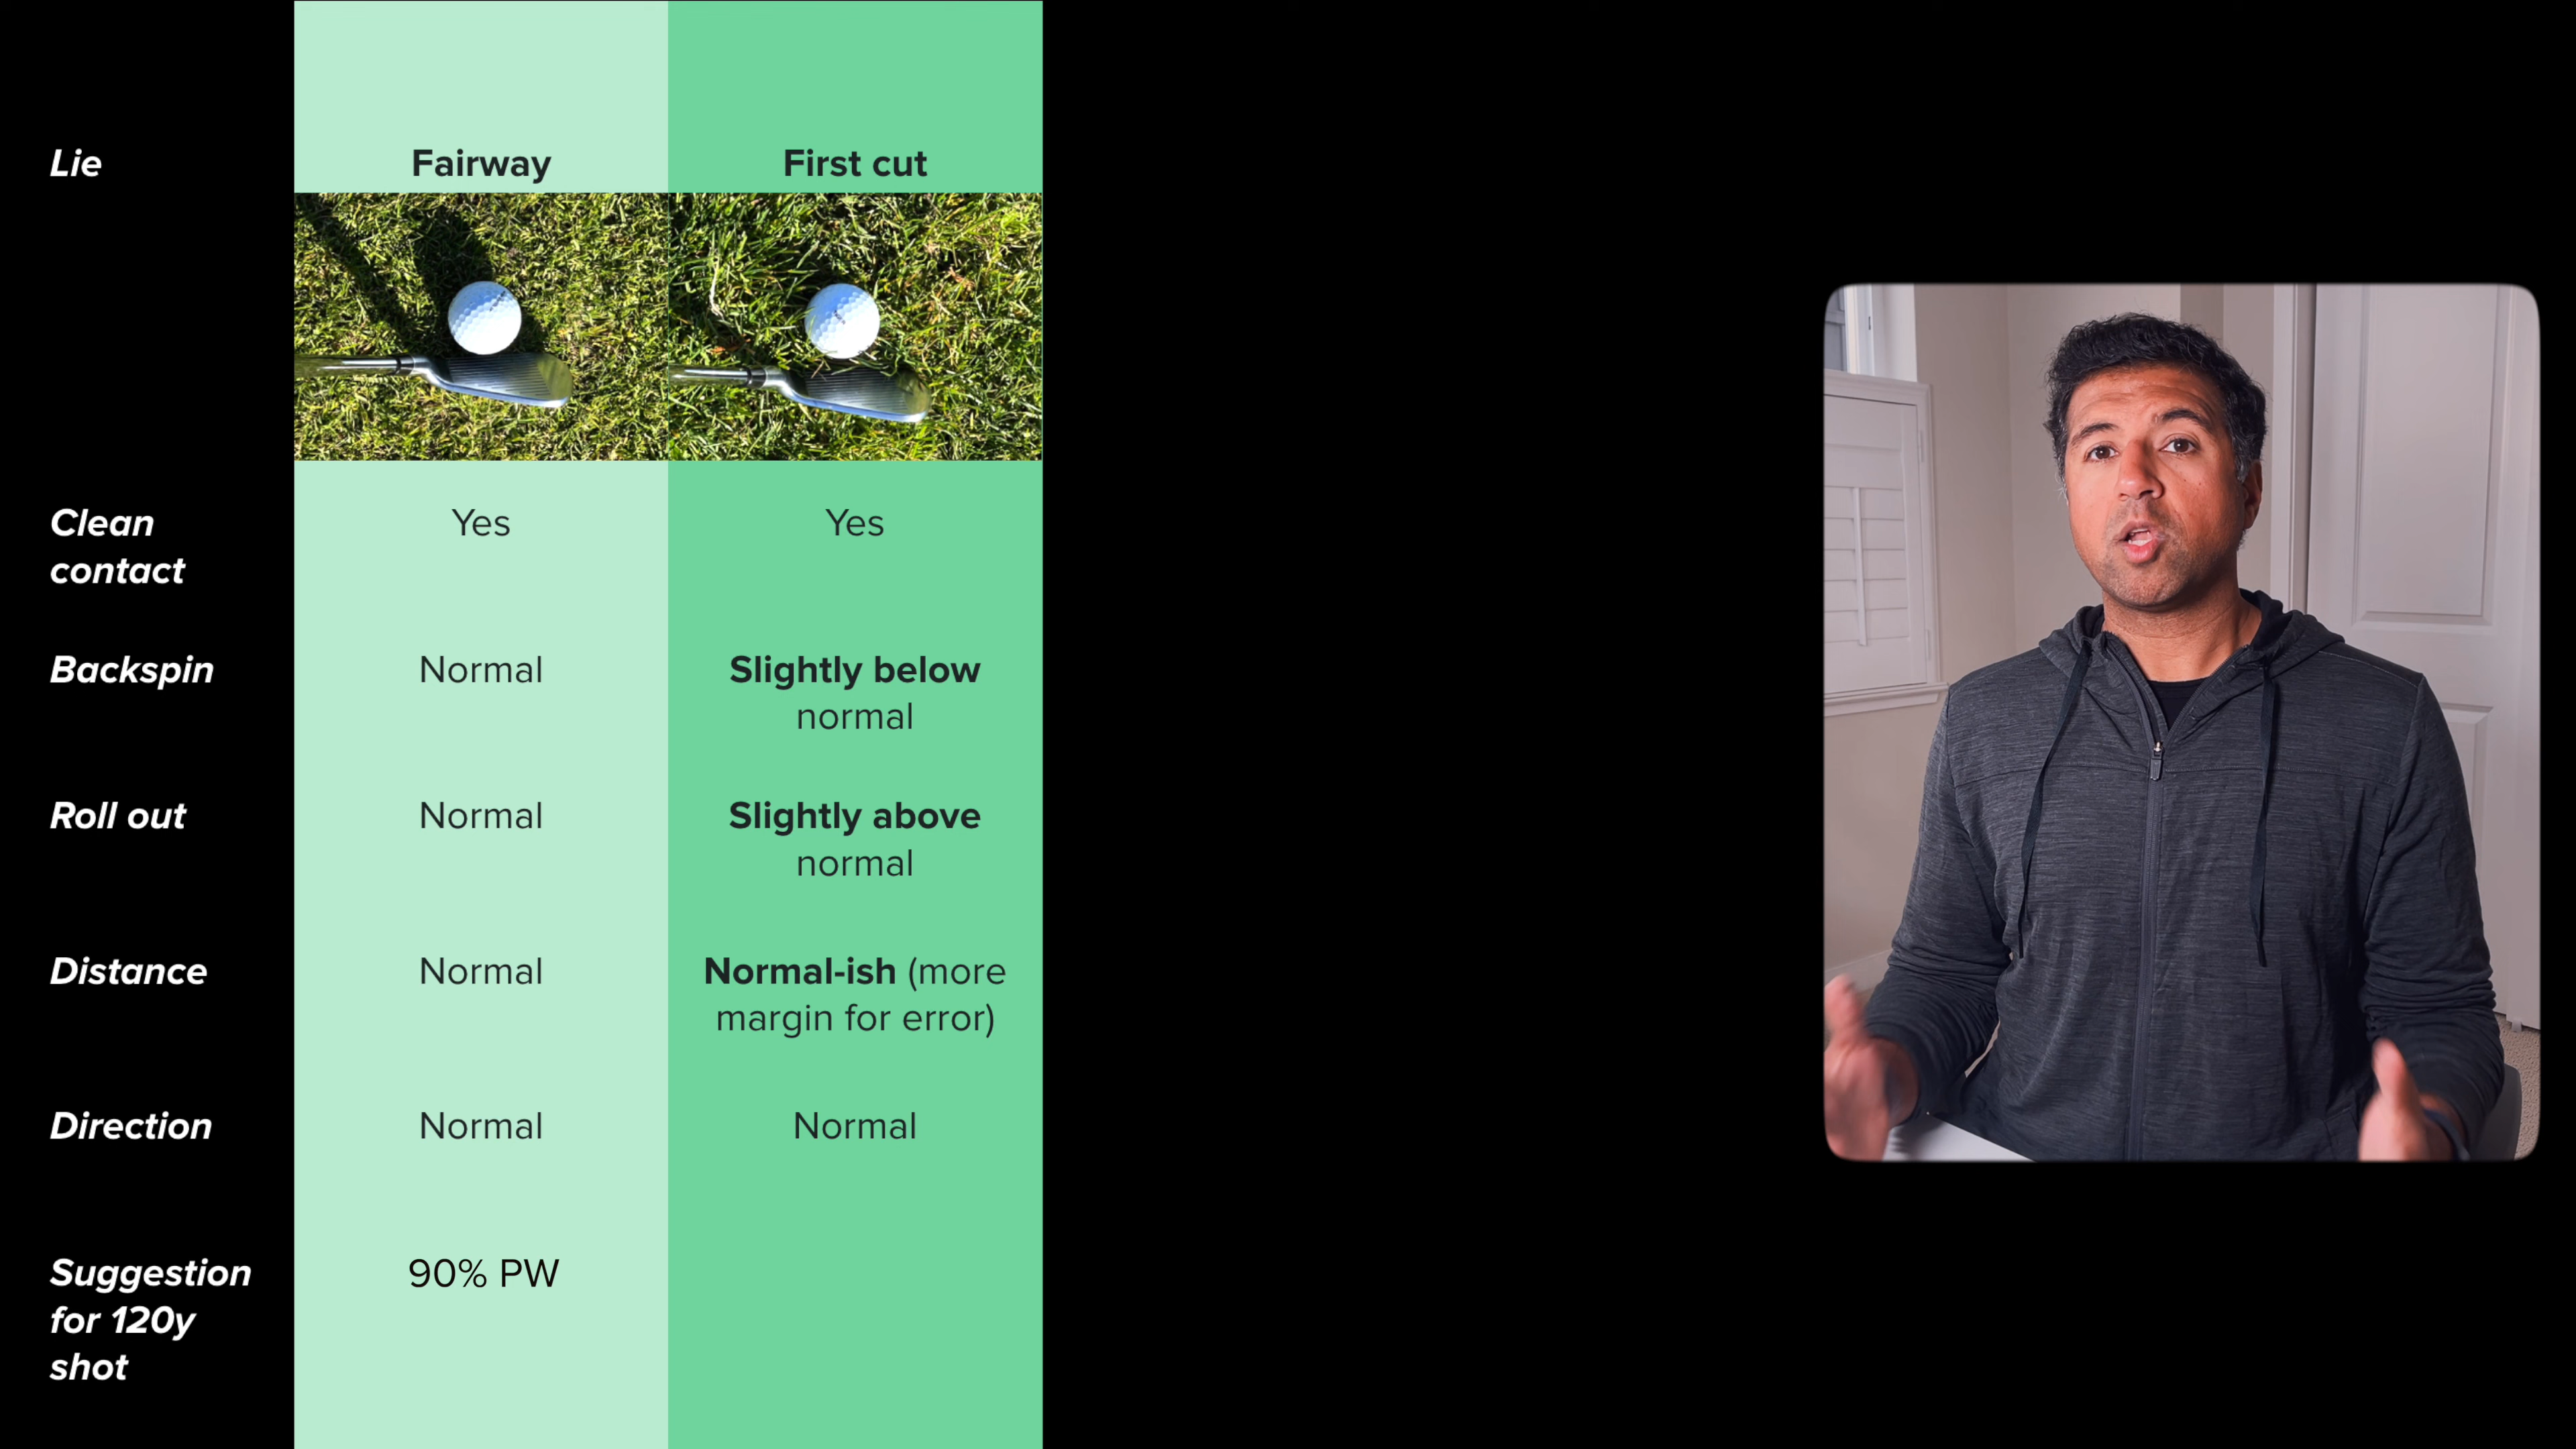 Lie Fairway First cut
Clean
contact
Yes Yes
Backspin Normal Slightly below
normal
Roll out Normal Slightly above
normal
Distance Normal Normal-ish (more
margin for error)
Direction Normal Normal
Suggestion
for 120y
shot
90% PW